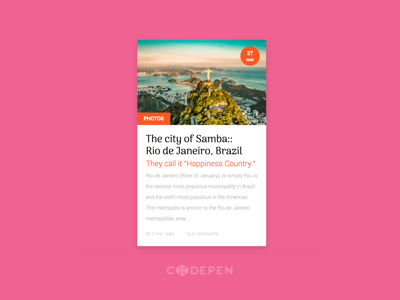 27
MAR
PHOTOS
The city of Samba::
Rio de Janeiro, Brazil
They call it "Happiness Country."
Rio de Janeiro (River of January), or simply Rio, is
the second-most populous municipality in Brazil
and the sixth-most populous in the Americas.
The metropolis is anchor to the Rio de Janeiro
metropolitan area...
min read
comments
CODEPEN